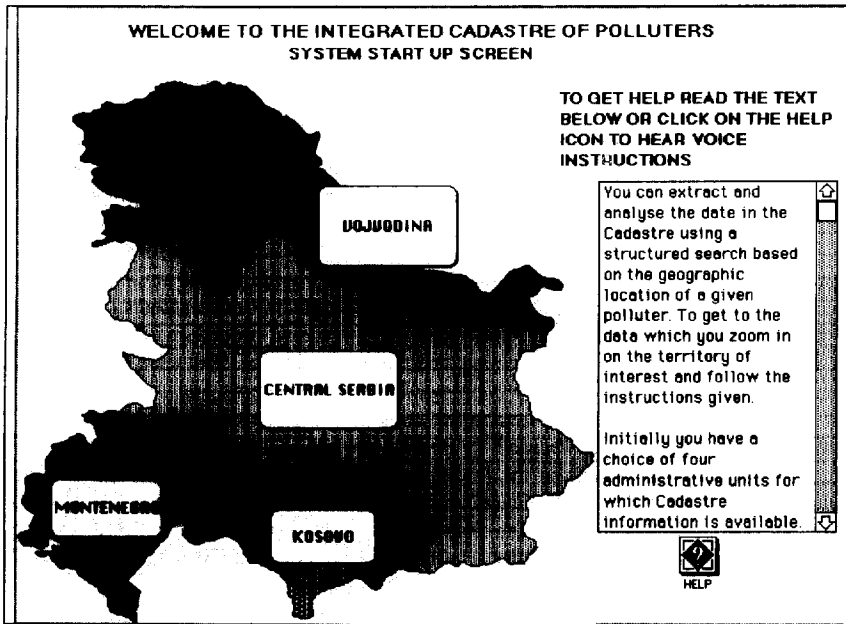 WELCOME TO THE INTEGRATED CADASTRE OF POLLUTERS
SYSTEM START UP SCREEN
TO GET HELP READ THE TEXT
BELOW OR CLICK ON THE HELP
ICON TO HEAR VOICE
INSTRUCTIONS
You can extract and
analyse the date in the
Cadastre using a
structured search based
on the geographic
location of a given
polluter. To get to the
data which you zoom in
on the territory of
interest and follow the
instructions given.
Initially you have a
choice of four
administrative units for
which Cadastre
information is available.
VOJVODINA
CENTRAL SERBIA
MONTENEGRO
KOSOVO
?
HELP